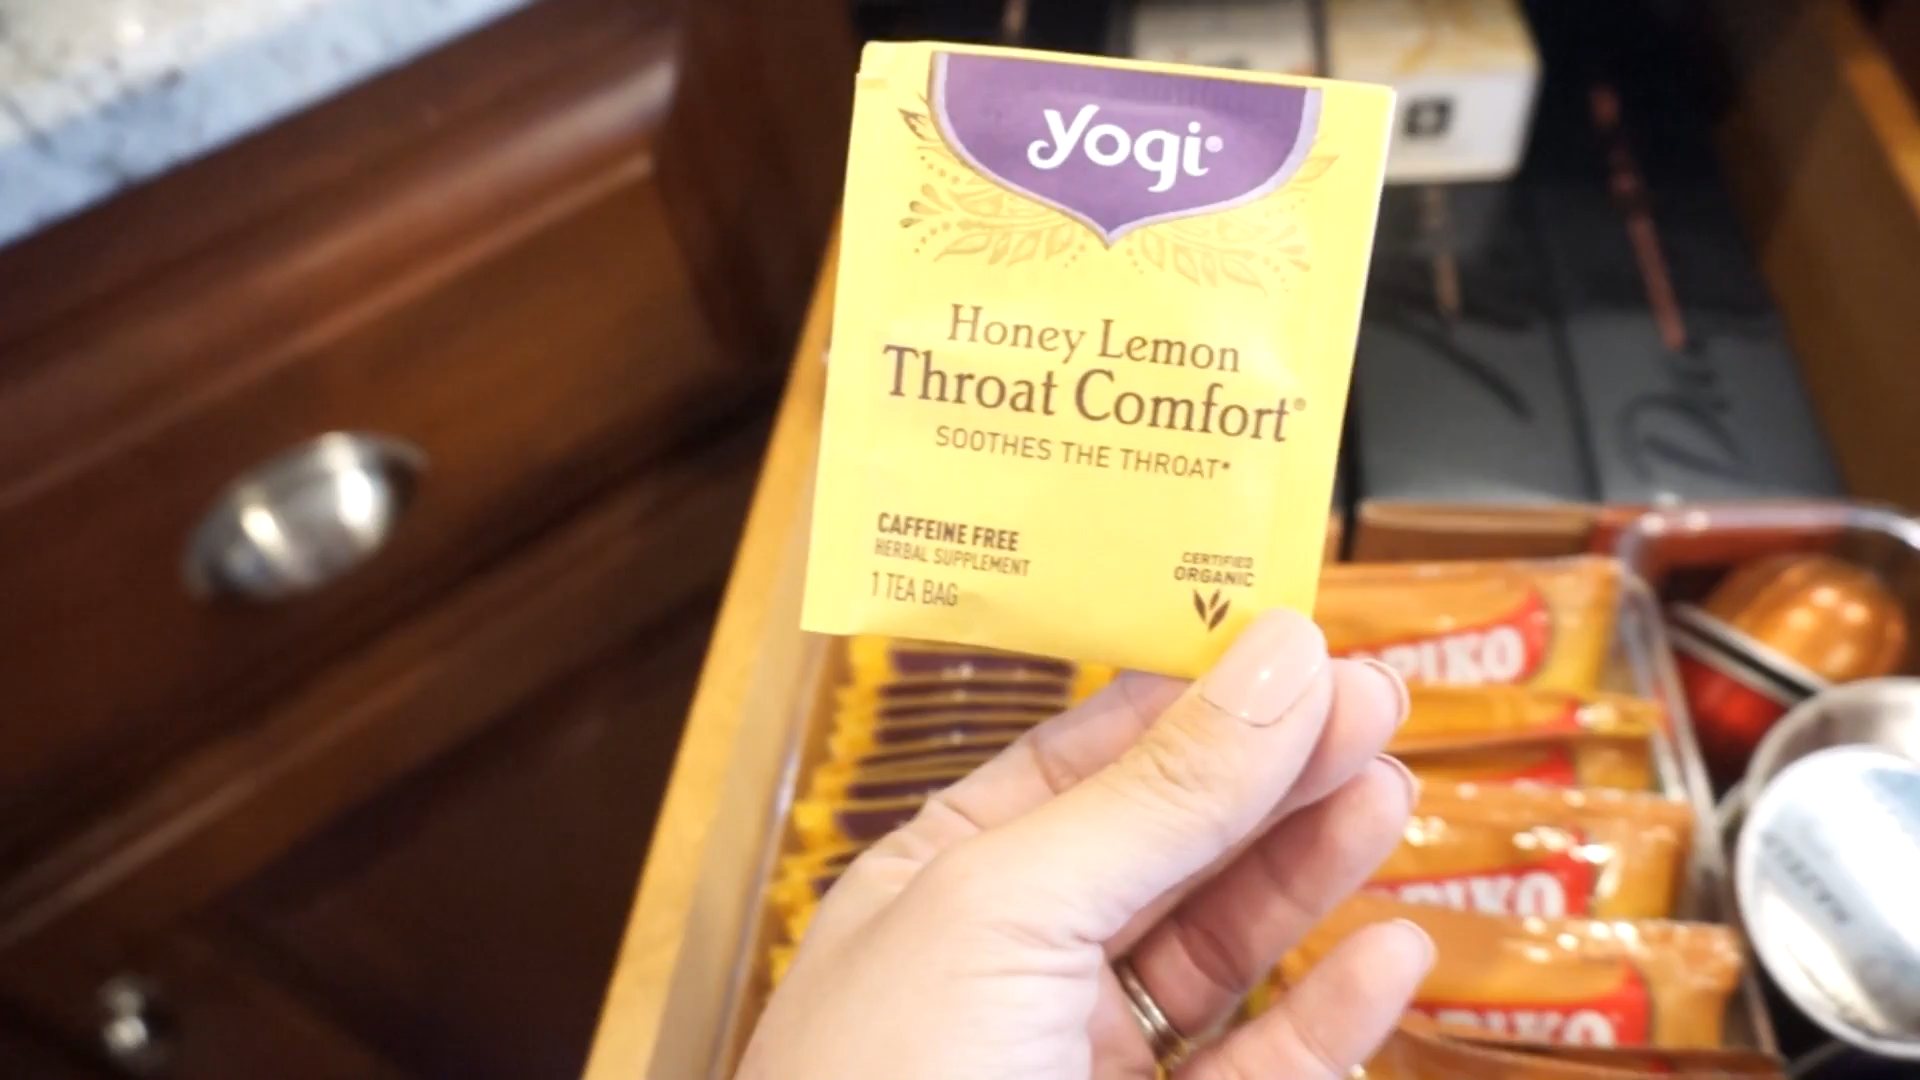 yogi®
Honey Lemon
Throat Comfort®
SOOTHES THE THROAT*
CAFFEINE FREE
HERBAL SUPPLEMENT
1 TEA BAG
CERTIFIED
ORGANIC